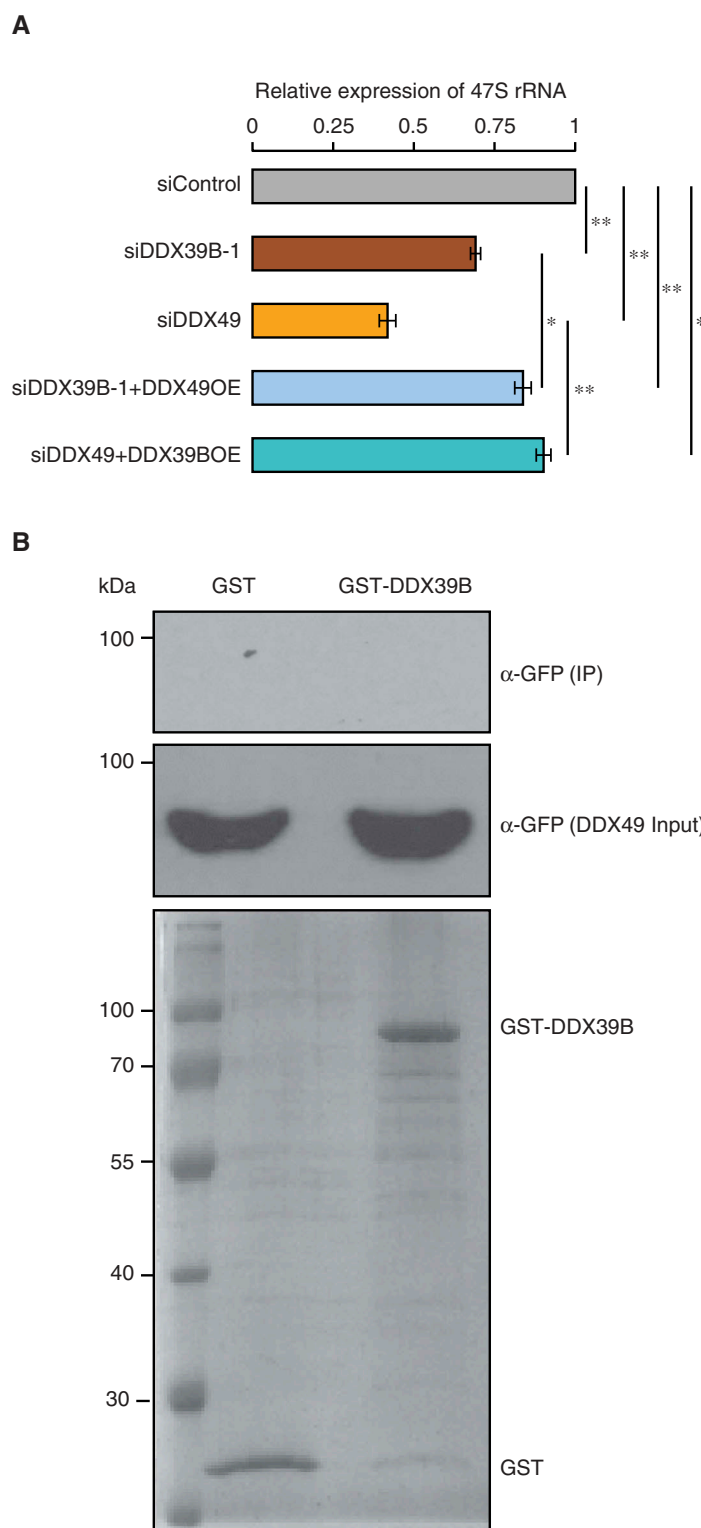 A
Relative expression of 47S rRNA
0 0.25 0.5 0.75 1
siControl
**
siDDX39B-1
**
**
siDDX49
*
*
siDDX39B-1+DDX49OE
**
siDDX49+DDX39BOE
B
kDa GST GST-DDX39B
100
α-GFP (IP)
100
α-GFP (DDX49 Input)
100
GST-DDX39B
70
55
40
30
GST